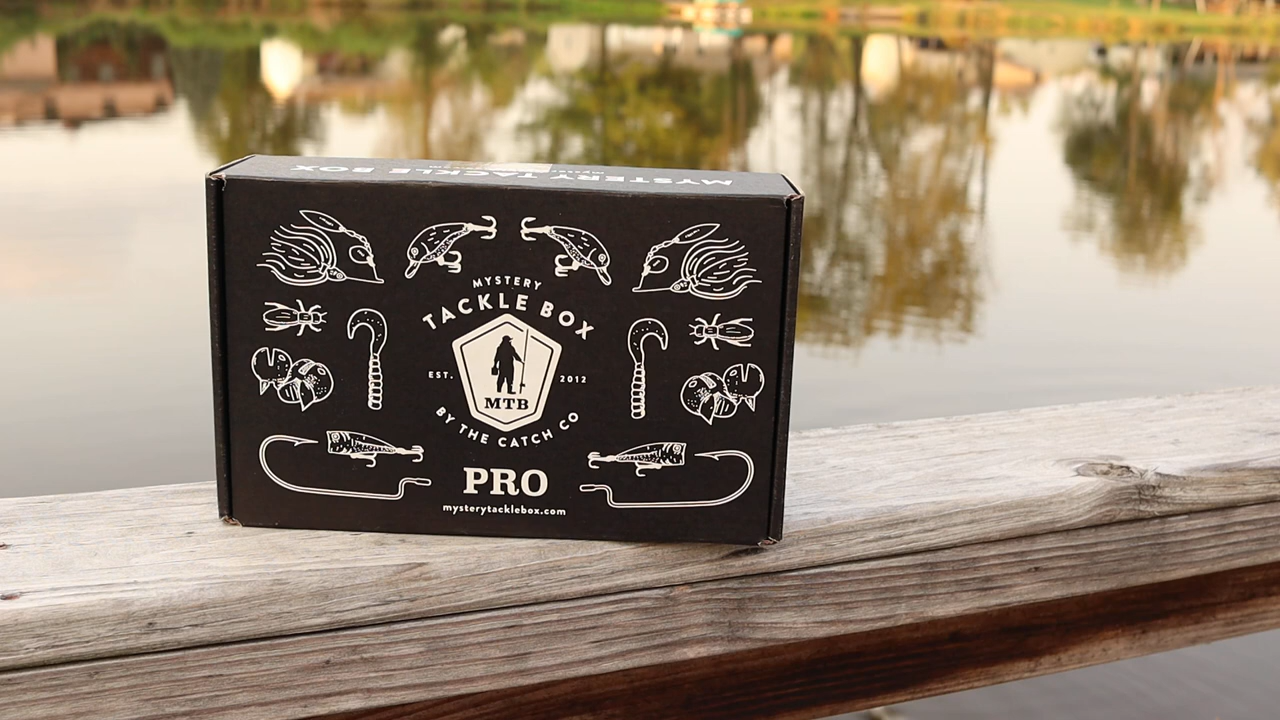 MYSTERY TACKLE BOX
MYSTERY
TACKLE BOX
EST. 2012
MTB
BY THE CATCH CO
PRO
mysterytacklebox.com